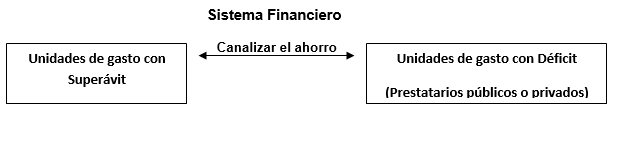 Sistema Financiero
Unidades de gasto con
Superávit
Canalizar el ahorro
Unidades de gasto con Déficit
(Prestatarios públicos o privados)